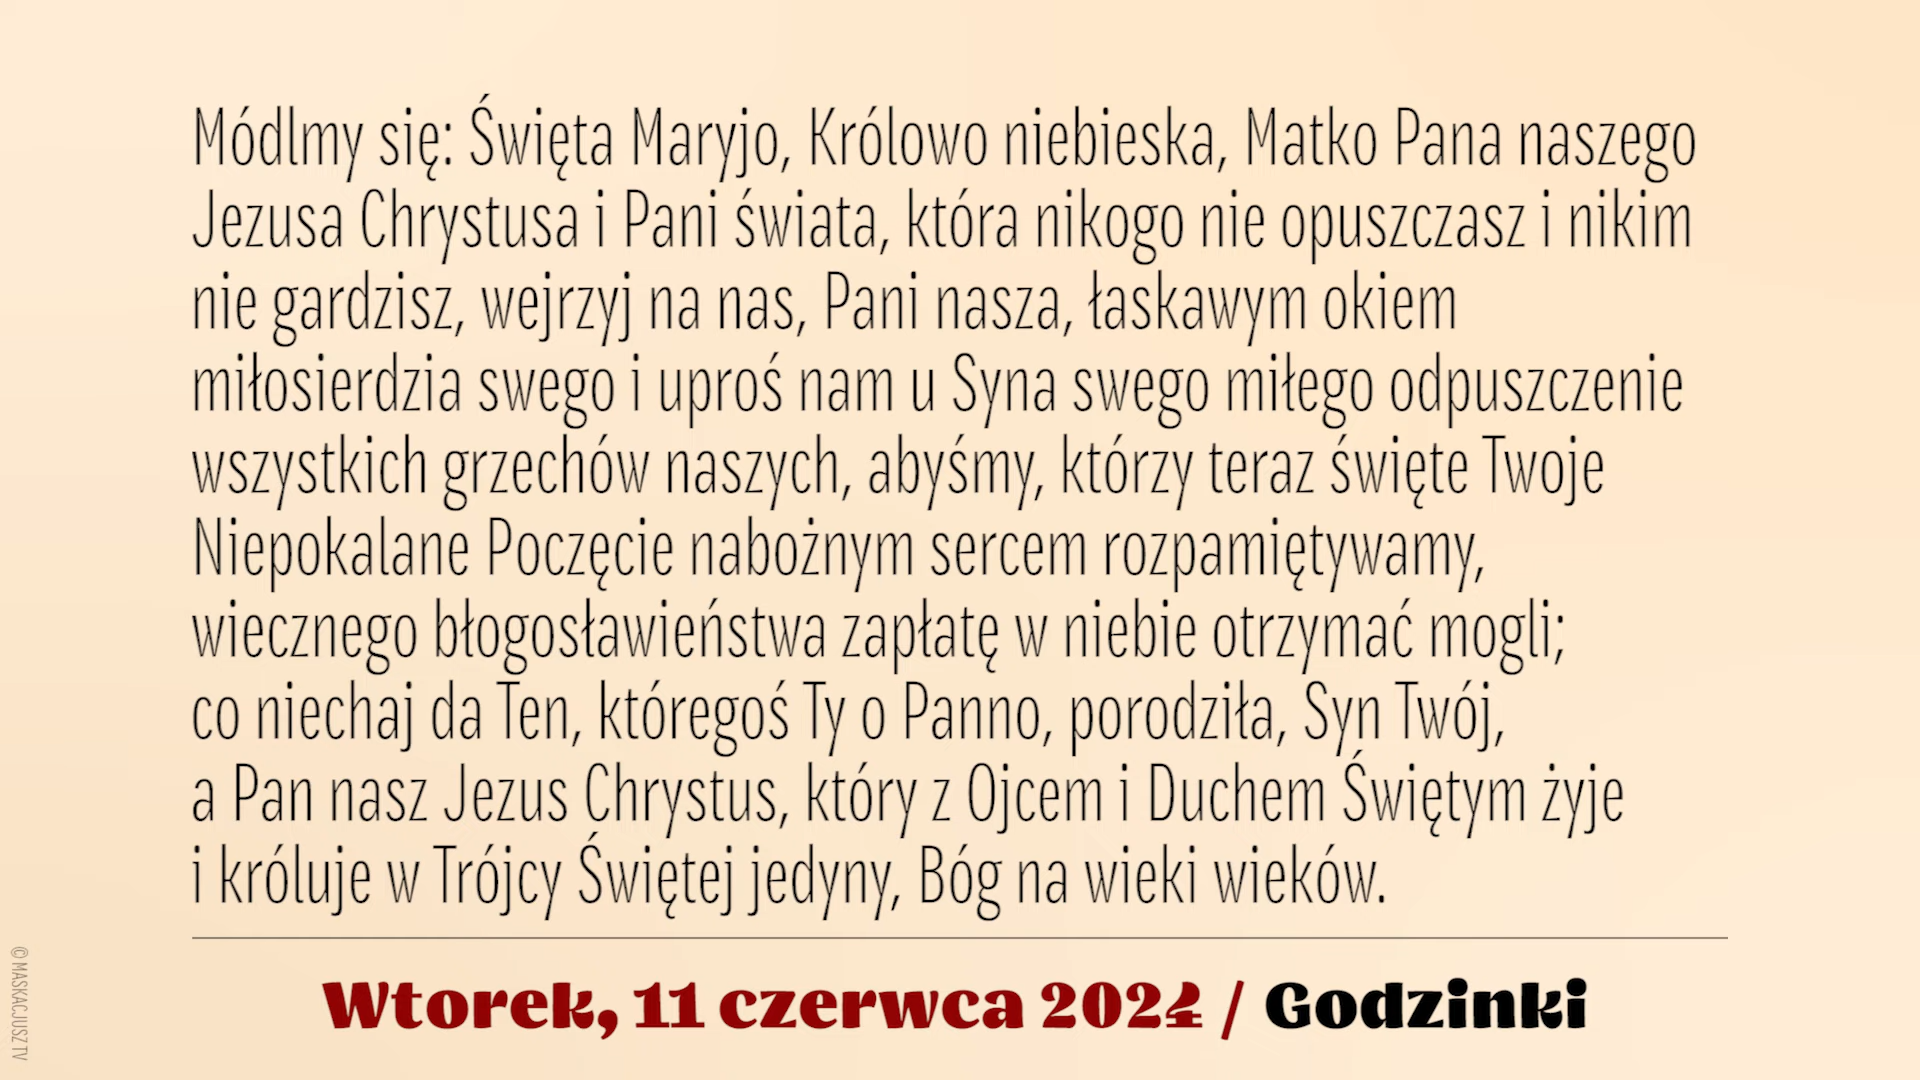 Módlmy się: Święta Maryjo, Królowo niebieska, Matko Pana naszego
Jezusa Chrystusa i Pani świata, która nikogo nie opuszczasz i nikim
nie gardzisz, wejrzyj na nas, Pani nasza, łaskawym okiem
miłosierdzia swego i uproś nam u Syna swego miłego odpuszczenie
wszystkich grzechów naszych, abyśmy, którzy teraz święte Twoje
Niepokalane Poczęcie nabożnym sercem rozpamiętywamy,
wiecznego błogosławieństwa zapłatę w niebie otrzymać mogli;
co niechaj da Ten, któregoś Ty o Panno, porodziła, Syn Twój,
a Pan nasz Jezus Chrystus, który z Ojcem i Duchem Świętym żyje
i króluje w Trójcy Świętej jedyny, Bóg na wieki wieków.
Wtorek, 11 czerwca 2024 / Godzinki
© MASKACJUSZ TV